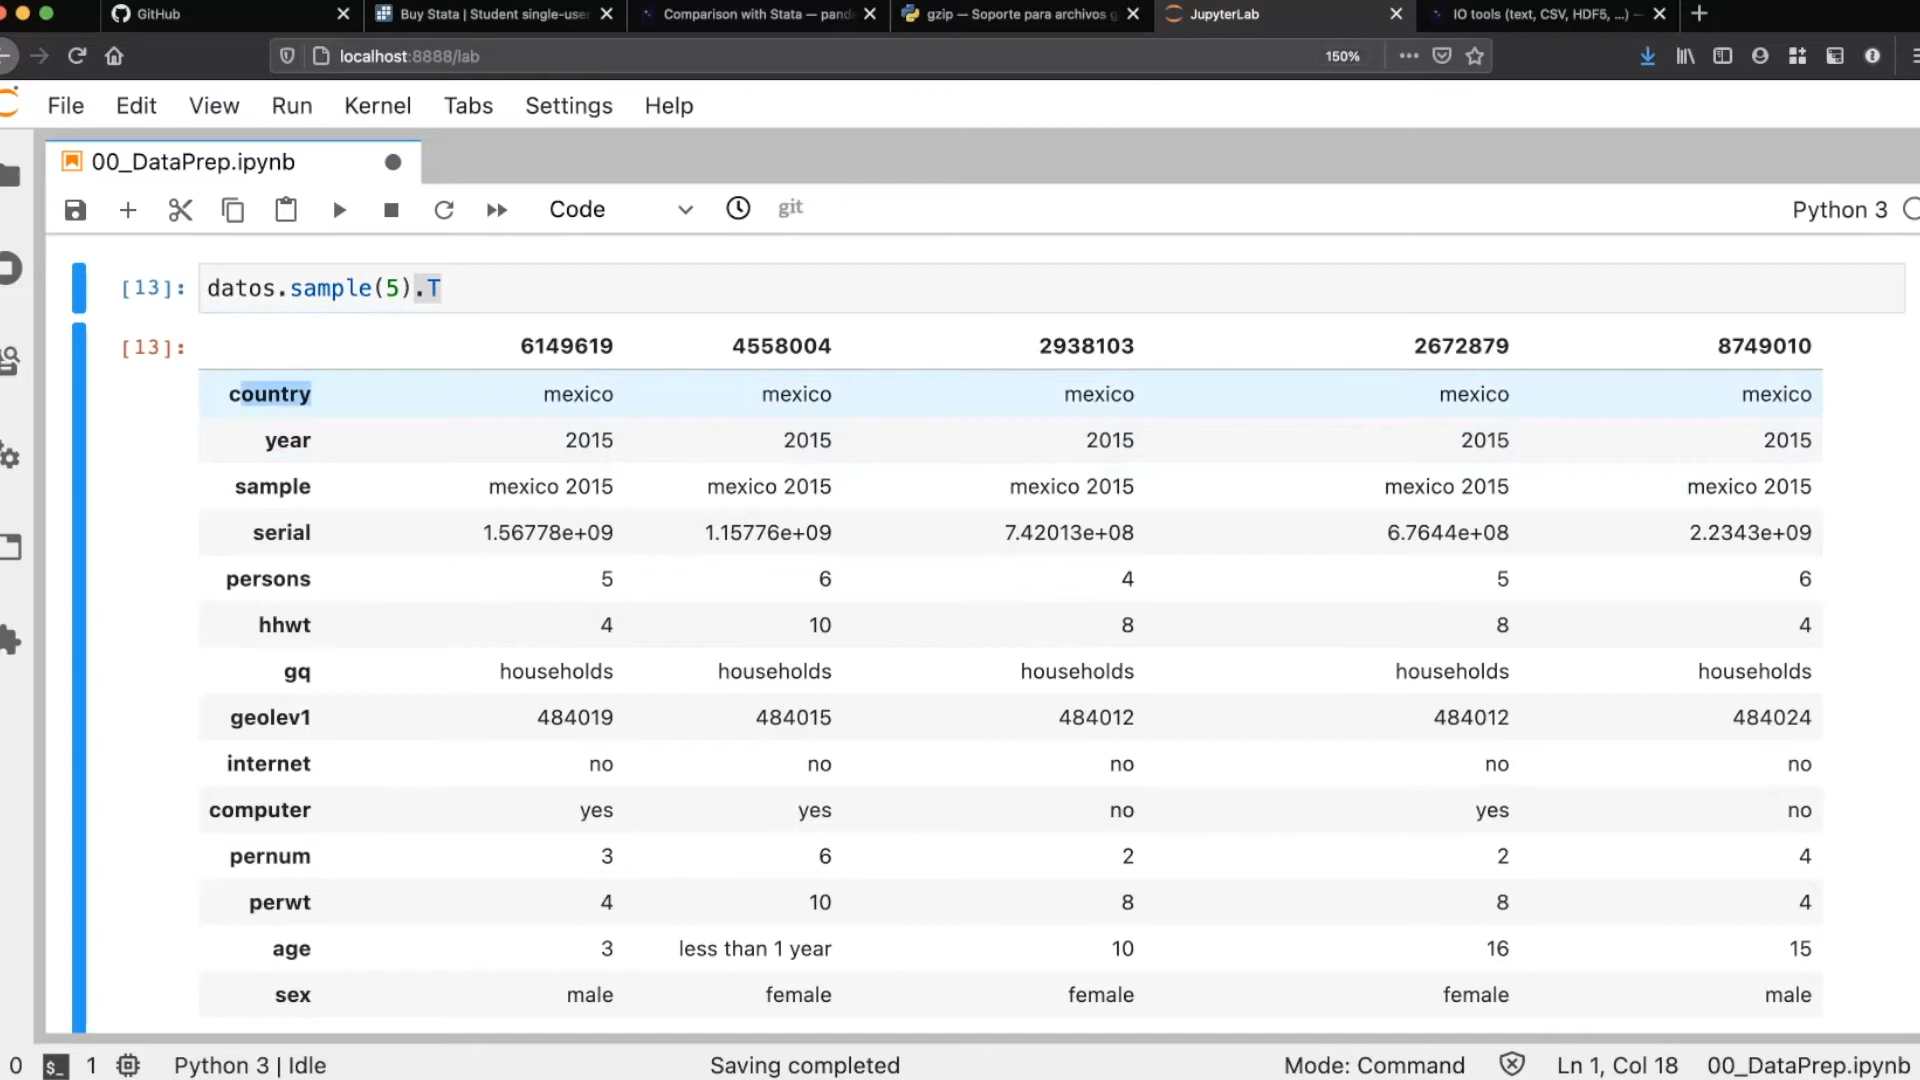 GitHub
Buy Stata | Student single-use
Comparison with Stata — pand
gzip — Soporte para archivos g
JupyterLab
IO tools (text, CSV, HDF5, ...) —
localhost:8888/lab
150%
File Edit View Run Kernel Tabs Settings Help
00_DataPrep.ipynb
Code
git
Python 3
[13]: datos.sample(5).T
[13]: 6149619 4558004 2938103 2672879 8749010
country mexico mexico mexico mexico mexico
year 2015 2015 2015 2015 2015
sample mexico 2015 mexico 2015 mexico 2015 mexico 2015 mexico 2015
serial 1.56778e+09 1.15776e+09 7.42013e+08 6.7644e+08 2.2343e+09
persons 5 6 4 5 6
hhwt 4 10 8 8 4
gq households households households households households
geolev1 484019 484015 484012 484012 484024
internet no no no no no
computer yes yes no yes no
pernum 3 6 2 2 4
perwt 4 10 8 8 4
age 3 less than 1 year 10 16 15
sex male female female female male
0 $_ 1 Python 3 | Idle Saving completed Mode: Command Ln 1, Col 18 00_DataPrep.ipynb